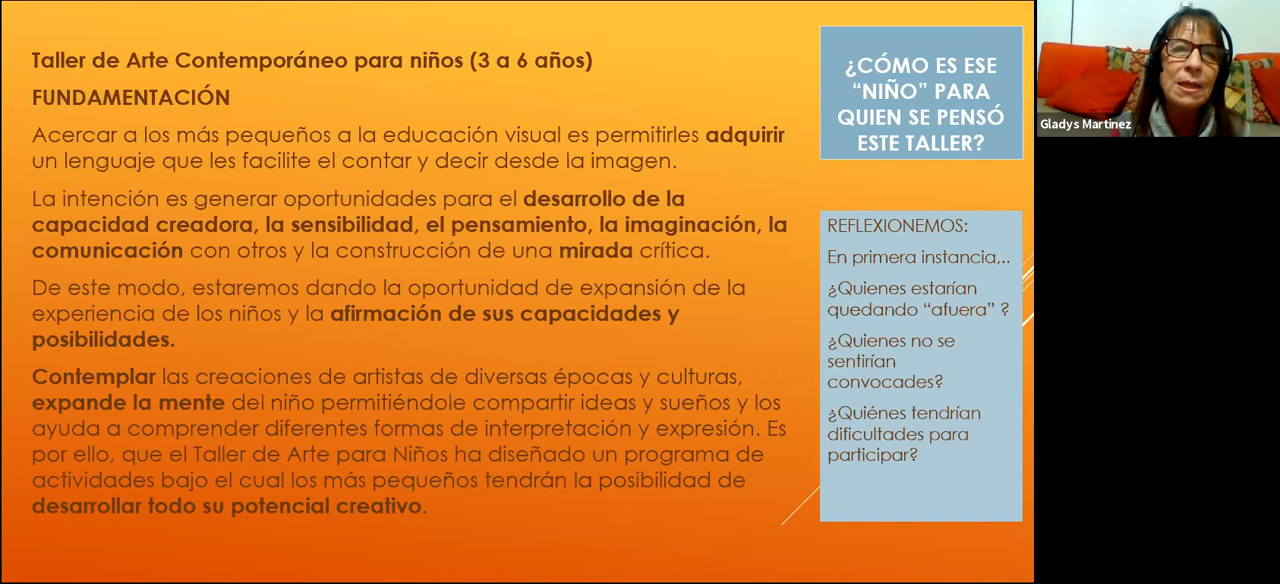 Taller de Arte Contemporáneo para niños (3 a 6 años)
FUNDAMENTACIÓN
Acercar a los más pequeños a la educación visual es permitirles adquirir
un lenguaje que les facilite el contar y decir desde la imagen.
La intención es generar oportunidades para el desarrollo de la
capacidad creadora, la sensibilidad, el pensamiento, la imaginación, la
comunicación con otros y la construcción de una mirada crítica.
De este modo, estaremos dando la oportunidad de expansión de la
experiencia de los niños y la afirmación de sus capacidades y
posibilidades.
Contemplar las creaciones de artistas de diversas épocas y culturas,
expande la mente del niño permitiéndole compartir ideas y sueños y los
ayuda a comprender diferentes formas de interpretación y expresión. Es
por ello, que el Taller de Arte para Niños ha diseñado un programa de
actividades bajo el cual los más pequeños tendrán la posibilidad de
desarrollar todo su potencial creativo.
¿CÓMO ES ESE
“NIÑO” PARA
QUIEN SE PENSÓ
ESTE TALLER?
REFLEXIONEMOS:
En primera instancia,..
¿Quienes estarían
quedando “afuera” ?
¿Quienes no se
sentirían
convocades?
¿Quiénes tendrían
dificultades para
participar?
Gladys Martinez